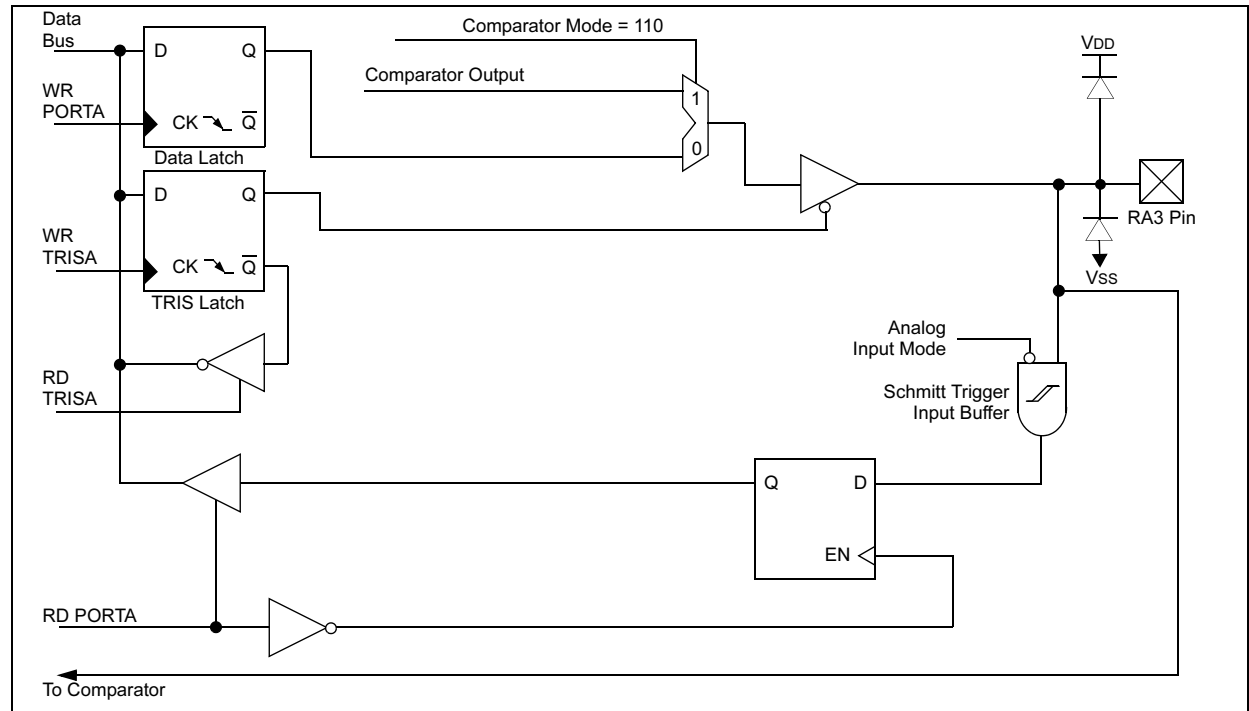 Data
Bus
D
Q
WR
PORTA
CK
Q̅
Data Latch
Comparator Mode = 110
Comparator Output
1
0
VDD
RA3 Pin
VSS
D
Q
WR
TRISA
CK
Q̅
TRIS Latch
RD
TRISA
Analog
Input Mode
Schmitt Trigger
Input Buffer
Q
D
EN
RD PORTA
To Comparator